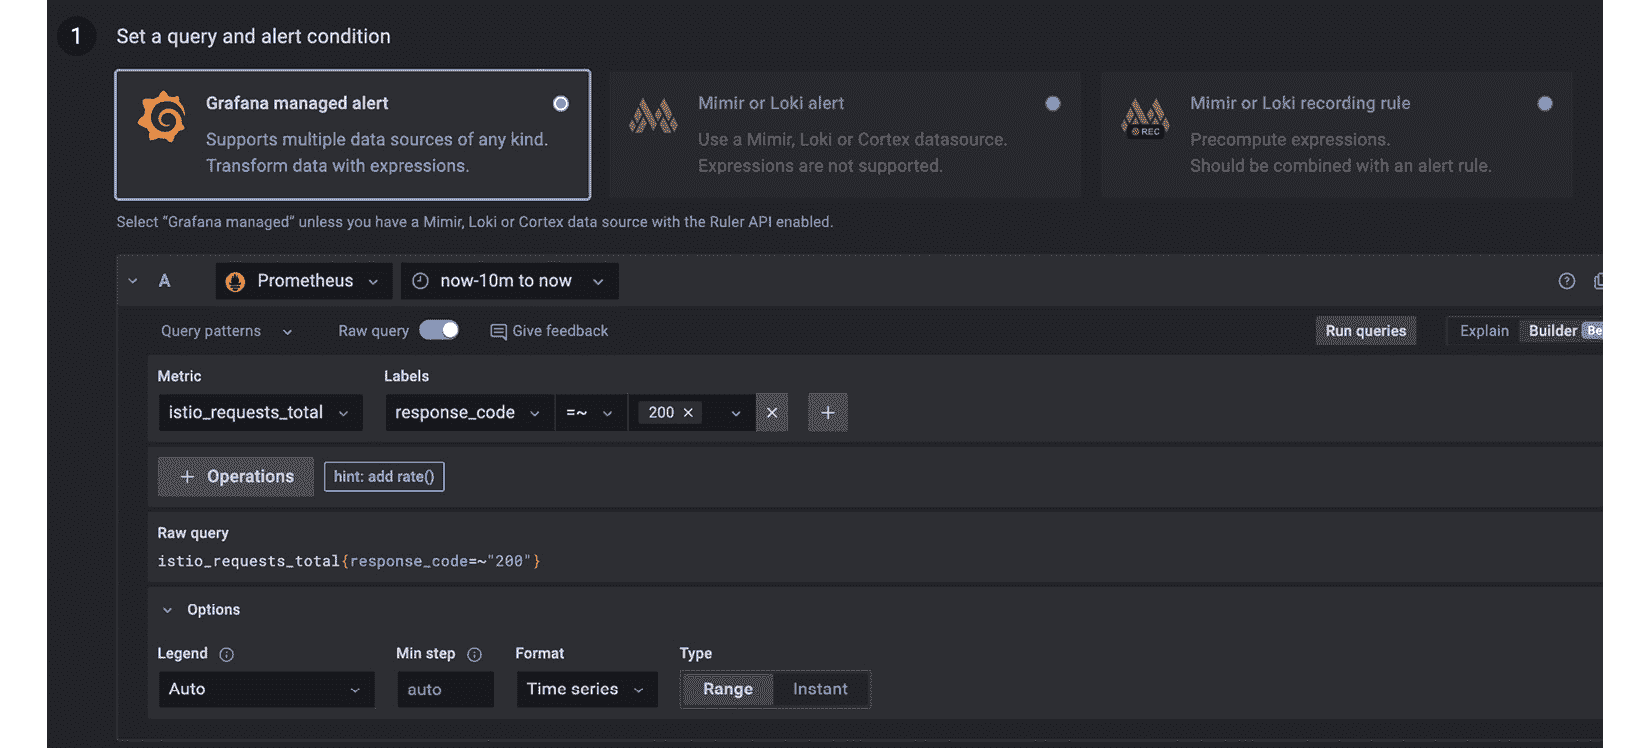 1 Set a query and alert condition
Grafana managed alert
Supports multiple data sources of any kind.
Transform data with expressions.
Mimir or Loki alert
Use a Mimir, Loki or Cortex datasource.
Expressions are not supported.
REC
Mimir or Loki recording rule
Precompute expressions.
Should be combined with an alert rule.
Select “Grafana managed” unless you have a Mimir, Loki or Cortex data source with the Ruler API enabled.
A Prometheus now-10m to now
Query patterns Raw query Give feedback Run queries Explain Builder Be
Metric Labels
istio_requests_total response_code =~ 200
+ Operations hint: add rate()
Raw query
istio_requests_total{response_code=~"200"}
Options
Legend Min step Format Type
Auto auto Time series Range Instant